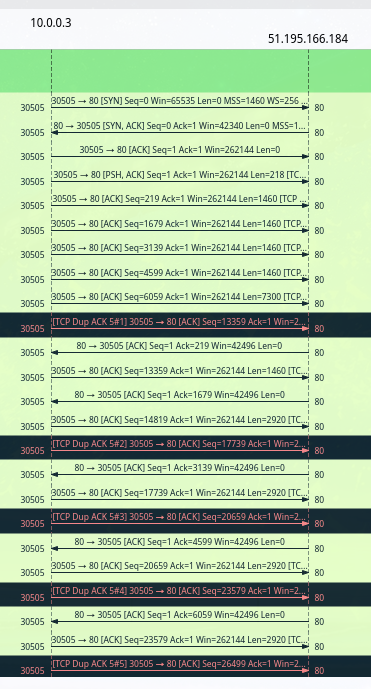 10.0.0.3
51.195.166.184
30505 30505 → 80 [SYN] Seq=0 Win=65535 Len=0 MSS=1460 WS=256 ... 80
30505 80 → 30505 [SYN, ACK] Seq=0 Ack=1 Win=42340 Len=0 MSS=1... 80
30505 30505 → 80 [ACK] Seq=1 Ack=1 Win=262144 Len=0 80
30505 30505 → 80 [PSH, ACK] Seq=1 Ack=1 Win=262144 Len=218 [TC... 80
30505 30505 → 80 [ACK] Seq=219 Ack=1 Win=262144 Len=1460 [TCP ... 80
30505 30505 → 80 [ACK] Seq=1679 Ack=1 Win=262144 Len=1460 [TC... 80
30505 30505 → 80 [ACK] Seq=3139 Ack=1 Win=262144 Len=1460 [TC... 80
30505 30505 → 80 [ACK] Seq=4599 Ack=1 Win=262144 Len=1460 [TC... 80
30505 30505 → 80 [ACK] Seq=6059 Ack=1 Win=262144 Len=7300 [TC... 80
30505 [TCP Dup ACK 5#1] 30505 → 80 [ACK] Seq=13359 Ack=1 Win=2... 80
30505 80 → 30505 [ACK] Seq=1 Ack=219 Win=42496 Len=0 80
30505 30505 → 80 [ACK] Seq=13359 Ack=1 Win=262144 Len=1460 [TC... 80
30505 80 → 30505 [ACK] Seq=1 Ack=1679 Win=42496 Len=0 80
30505 30505 → 80 [ACK] Seq=14819 Ack=1 Win=262144 Len=2920 [TC... 80
30505 [TCP Dup ACK 5#2] 30505 → 80 [ACK] Seq=17739 Ack=1 Win=2... 80
30505 80 → 30505 [ACK] Seq=1 Ack=3139 Win=42496 Len=0 80
30505 30505 → 80 [ACK] Seq=17739 Ack=1 Win=262144 Len=2920 [TC... 80
30505 [TCP Dup ACK 5#3] 30505 → 80 [ACK] Seq=20659 Ack=1 Win=2... 80
30505 80 → 30505 [ACK] Seq=1 Ack=4599 Win=42496 Len=0 80
30505 30505 → 80 [ACK] Seq=20659 Ack=1 Win=262144 Len=2920 [TC... 80
30505 [TCP Dup ACK 5#4] 30505 → 80 [ACK] Seq=23579 Ack=1 Win=2... 80
30505 80 → 30505 [ACK] Seq=1 Ack=6059 Win=42496 Len=0 80
30505 30505 → 80 [ACK] Seq=23579 Ack=1 Win=262144 Len=2920 [TC... 80
30505 [TCP Dup ACK 5#5] 30505 → 80 [ACK] Seq=26499 Ack=1 Win=2... 80